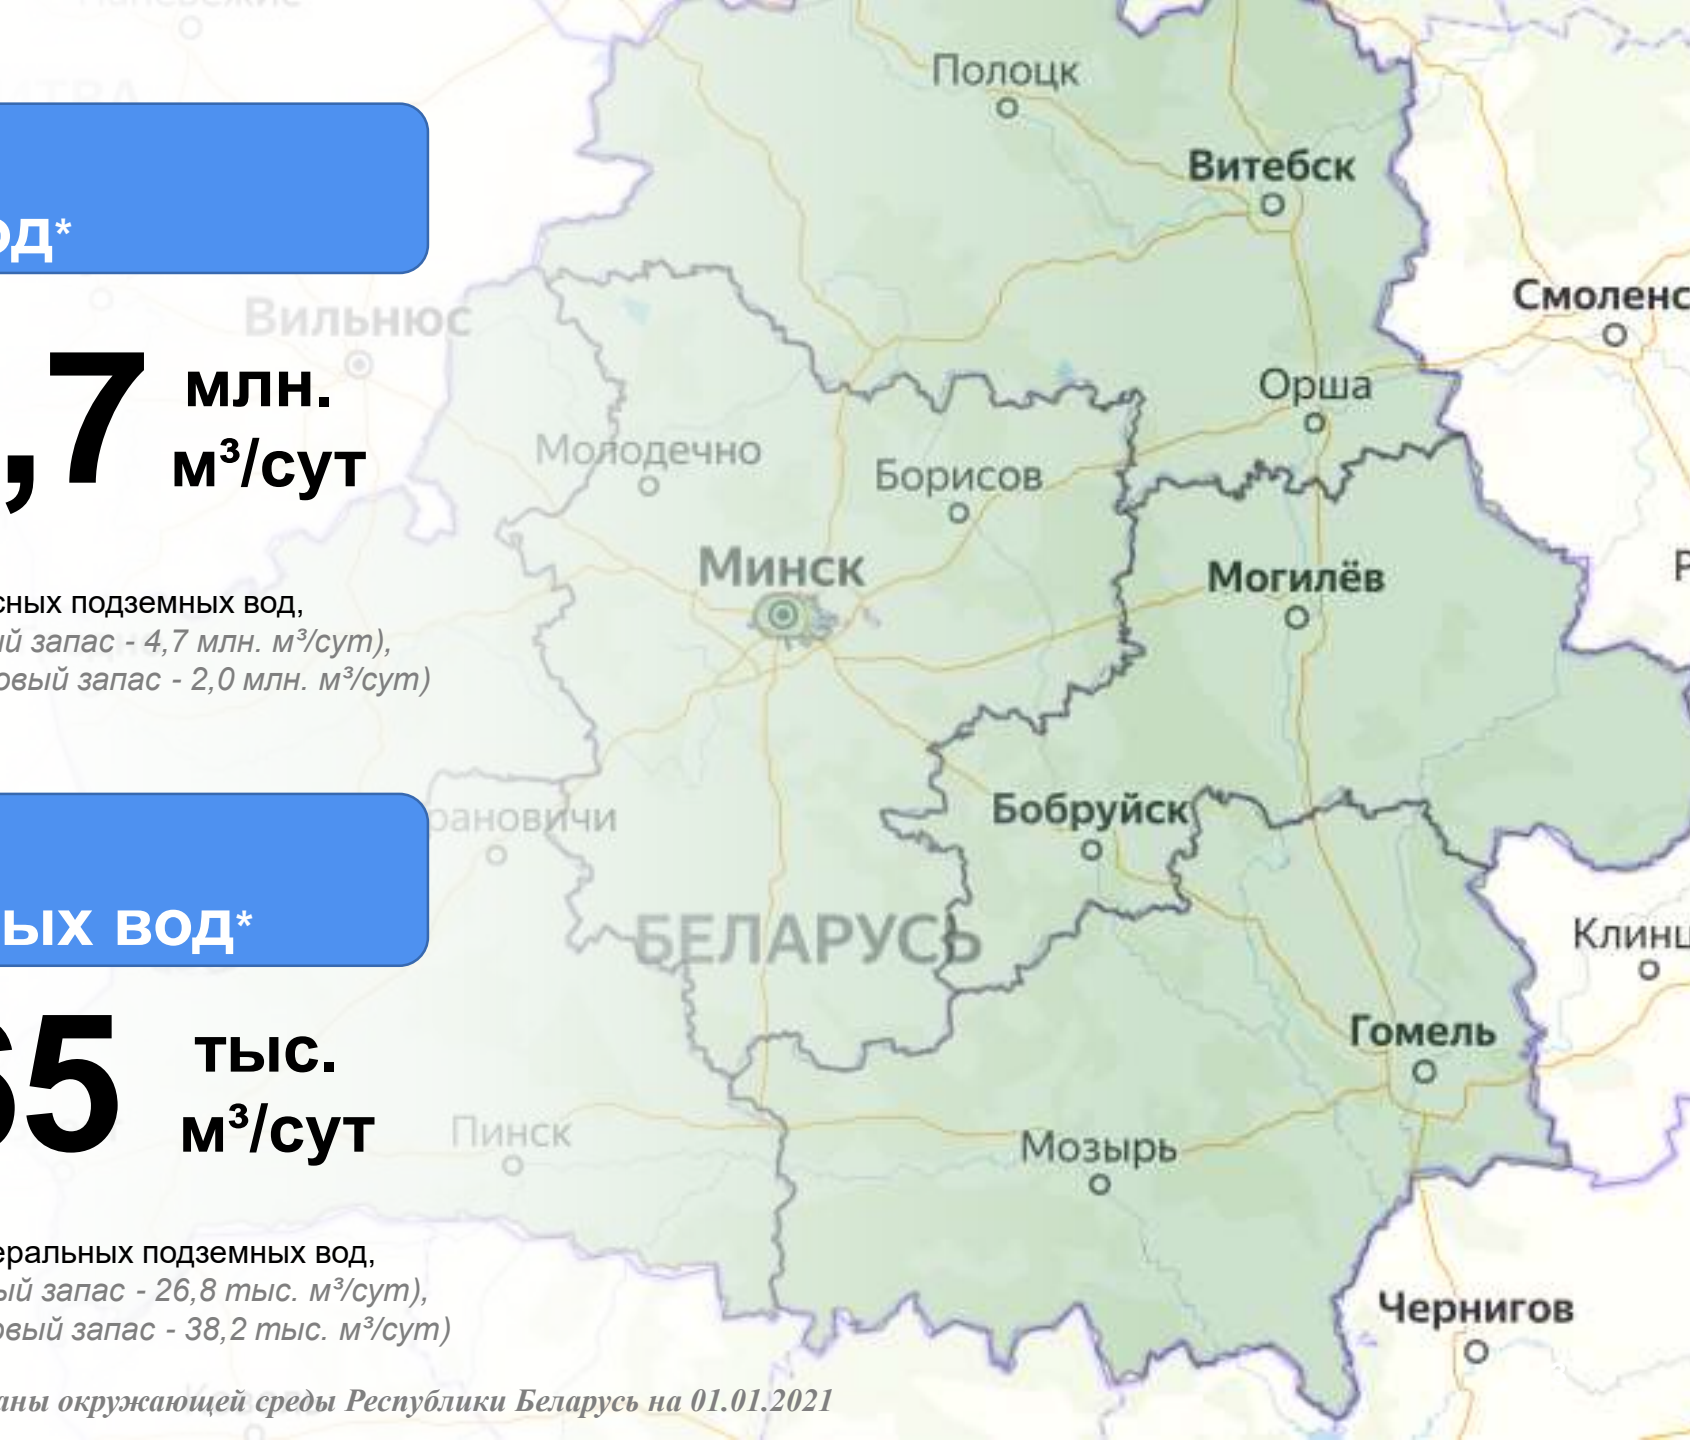 Полоцк
Витебск
од*
Вильнюс
Смоленс
,7 млн.
м³/сут
Орша
Молодечно
Борисов
Минск
Могилёв
сных подземных вод,
й запас - 4,7 млн. м³/сут),
овый запас - 2,0 млн. м³/сут)
Бобруйск
рановичи
ых вод*
БЕЛАРУСЬ
Клинц
65 тыс.
м³/сут
Гомель
Пинск
Мозырь
еральных подземных вод,
ый запас - 26,8 тыс. м³/сут),
овый запас - 38,2 тыс. м³/сут)
Чернигов
аны окружающей среды Республики Беларусь на 01.01.2021